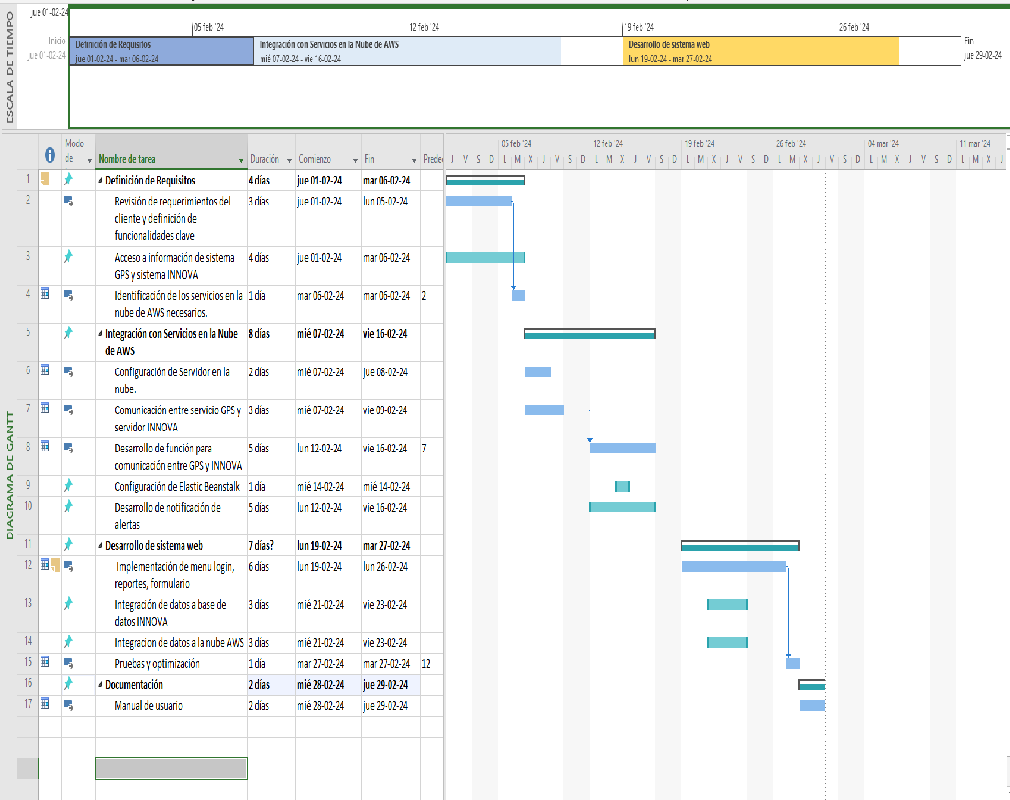 jue 01-02-24
05 feb '24
12 feb '24
19 feb '24
26 feb '24
ESCALA DE TIEMPO
Inicio
jue 01-02-24
Definición de Requisitos
jue 01-02-24 - mar 06-02-24
Integración con Servicios en la Nube de AWS
mié 07-02-24 - vie 16-02-24
Desarrollo de sistema web
lun 19-02-24 - mar 27-02-24
Fin
jue 29-02-24
DIAGRAMA DE GANTT
Modo de
Nombre de tarea
Duración
Comienzo
Fin
Predec
05 feb '24 12 feb '24 19 feb '24 26 feb '24 04 mar '24 11 mar '24
J V S D L M X J V S D L M X J V S D L M X J V S D L M X J V S D L M X J V S D L M X J
1 Definición de Requisitos 4 días jue 01-02-24 mar 06-02-24
2 Revisión de requerimientos del 3 días jue 01-02-24 lun 05-02-24
cliente y definición de
funcionalidades clave
3 Acceso a información de sistema 4 días jue 01-02-24 mar 06-02-24
GPS y sistema INNOVA
4 Identificación de los servicios en la 1 día mar 06-02-24 mar 06-02-24 2
nube de AWS necesarios.
5 Integración con Servicios en la Nube 8 días mié 07-02-24 vie 16-02-24
de AWS
6 Configuración de Servidor en la 2 días mié 07-02-24 jue 08-02-24
nube.
7 Comunicación entre servicio GPS y 3 días mié 07-02-24 vie 09-02-24
servidor INNOVA
8 Desarrollo de función para 5 días lun 12-02-24 vie 16-02-24 7
comunicación entre GPS y INNOVA
9 Configuración de Elastic Beanstalk 1 día mié 14-02-24 mié 14-02-24
10 Desarrollo de notificación de 5 días lun 12-02-24 vie 16-02-24
alertas
11 Desarrollo de sistema web 7 días? lun 19-02-24 mar 27-02-24
12 Implementación de menu login, 6 días lun 19-02-24 lun 26-02-24
reportes, formulario
13 Integración de datos a base de 3 días mié 21-02-24 vie 23-02-24
datos INNOVA
14 Integracion de datos a la nube AWS 3 días mié 21-02-24 vie 23-02-24
15 Pruebas y optimización 1 día mar 27-02-24 mar 27-02-24 12
16 Documentación 2 días mié 28-02-24 jue 29-02-24
17 Manual de usuario 2 días mié 28-02-24 jue 29-02-24